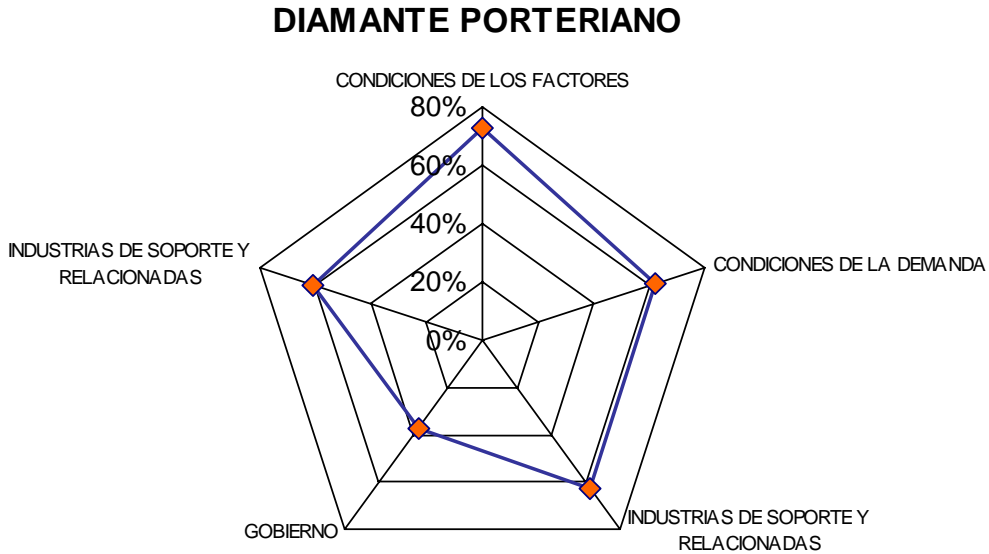 DIAMANTE PORTERIANO
CONDICIONES DE LOS FACTORES
80%
60%
40%
20%
0%
INDUSTRIAS DE SOPORTE Y
RELACIONADAS
CONDICIONES DE LA DEMANDA
GOBIERNO
INDUSTRIAS DE SOPORTE Y
RELACIONADAS